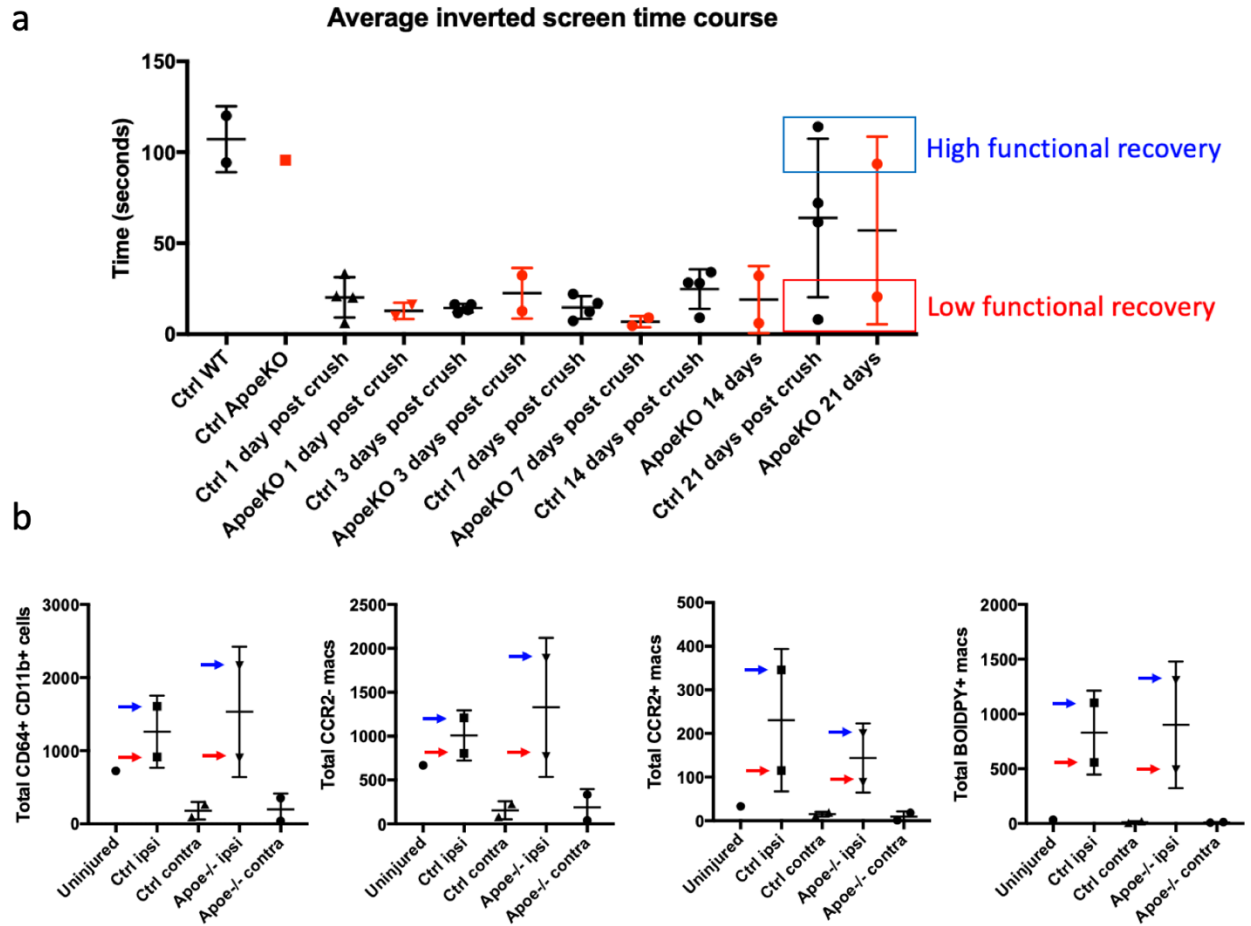 a
Average inverted screen time course
Time (seconds)
150
100
50
0
High functional recovery
Low functional recovery
Ctrl WT
Ctrl ApoeKO
Ctrl 1 day post crush
ApoeKO 1 day post crush
Ctrl 3 days post crush
ApoeKO 3 days post crush
Ctrl 7 days post crush
ApoeKO 7 days post crush
Ctrl 14 days post crush
ApoeKO 14 days
Ctrl 21 days post crush
ApoeKO 21 days
b
Total CD64+ CD11b+ cells
3000
2000
1000
0
Uninjured
Ctrl ipsi
Ctrl contra
Apoe-/- ipsi
Apoe-/- contra
Total CCR2- macs
2500
2000
1500
1000
500
0
Uninjured
Ctrl ipsi
Ctrl contra
Apoe-/- ipsi
Apoe-/- contra
Total CCR2+ macs
500
400
300
200
100
0
Uninjured
Ctrl ipsi
Ctrl contra
Apoe-/- ipsi
Apoe-/- contra
Total BOIDPY+ macs
2000
1500
1000
500
0
Uninjured
Ctrl ipsi
Ctrl contra
Apoe-/- ipsi
Apoe-/- contra